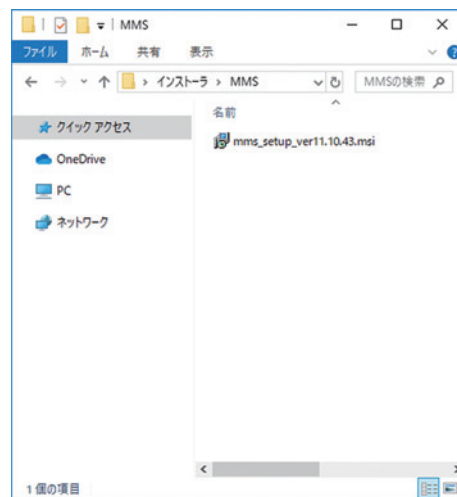 MMS
ファイル ホーム 共有 表示
インストーラ > MMS MMSの検索
名前
クイック アクセス
mms_setup_ver11.10.43.msi
OneDrive
PC
ネットワーク
1 個の項目